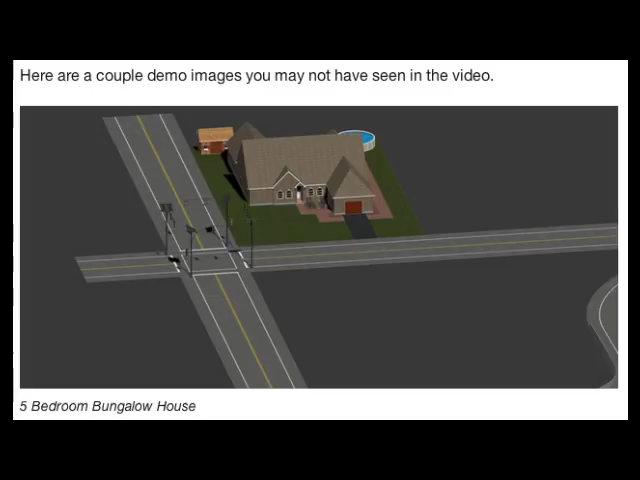 Here are a couple demo images you may not have seen in the video.
5 Bedroom Bungalow House